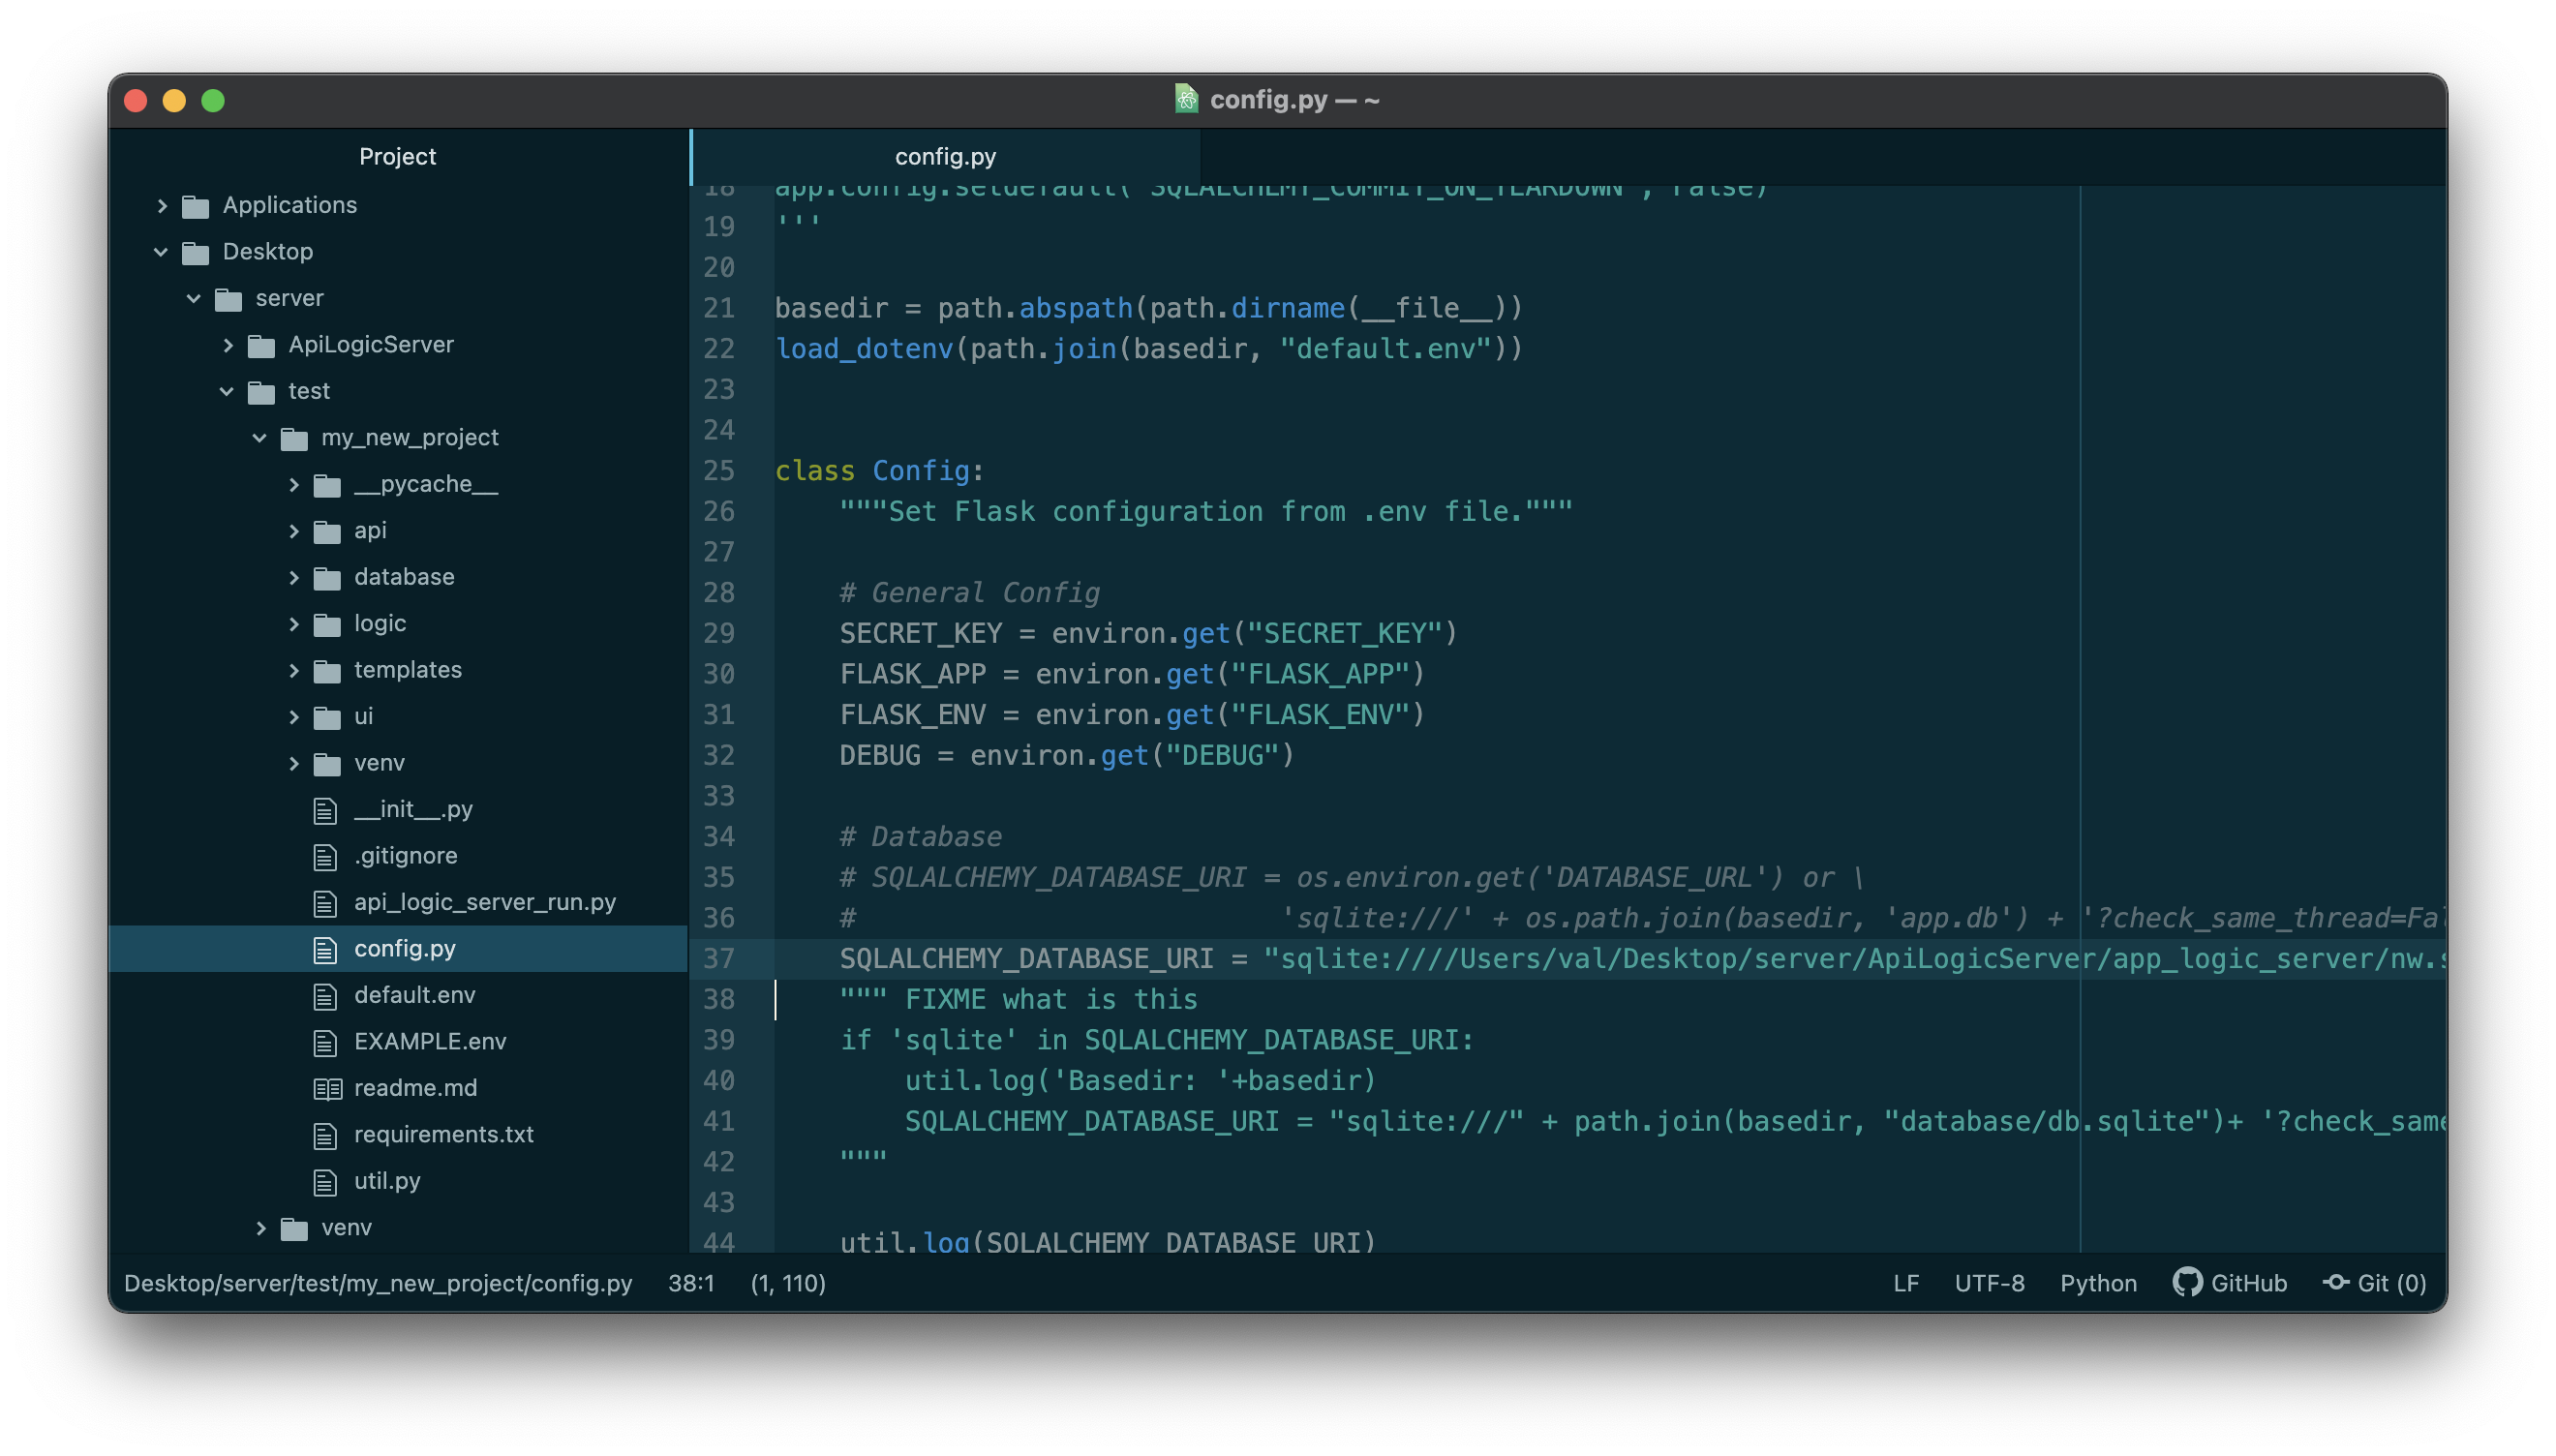 config.py — ~
Project
Applications
Desktop
server
ApiLogicServer
test
my_new_project
__pycache__
api
database
logic
templates
ui
venv
__init__.py
.gitignore
api_logic_server_run.py
config.py
default.env
EXAMPLE.env
readme.md
requirements.txt
util.py
venv
config.py
18 app.config.setdefault('SQLALCHEMY_COMMIT_ON_TEARDOWN', False)
19 '''
20
21 basedir = path.abspath(path.dirname(__file__))
22 load_dotenv(path.join(basedir, "default.env"))
23
24
25 class Config:
26     """Set Flask configuration from .env file."""
27
28     # General Config
29     SECRET_KEY = environ.get("SECRET_KEY")
30     FLASK_APP = environ.get("FLASK_APP")
31     FLASK_ENV = environ.get("FLASK_ENV")
32     DEBUG = environ.get("DEBUG")
33
34     # Database
35     # SQLALCHEMY_DATABASE_URI = os.environ.get('DATABASE_URL') or \
36     #                          'sqlite:///' + os.path.join(basedir, 'app.db') + '?check_same_thread=Fal
37     SQLALCHEMY_DATABASE_URI = "sqlite:////Users/val/Desktop/server/ApiLogicServer/app_logic_server/nw.s
38     """ FIXME what is this
39     if 'sqlite' in SQLALCHEMY_DATABASE_URI:
40         util.log('Basedir: '+basedir)
41         SQLALCHEMY_DATABASE_URI = "sqlite:///" + path.join(basedir, "database/db.sqlite")+ '?check_same
42     """
43
44     util.log(SQLALCHEMY_DATABASE_URI)
Desktop/server/test/my_new_project/config.py 38:1 (1, 110) LF UTF-8 Python GitHub Git (0)